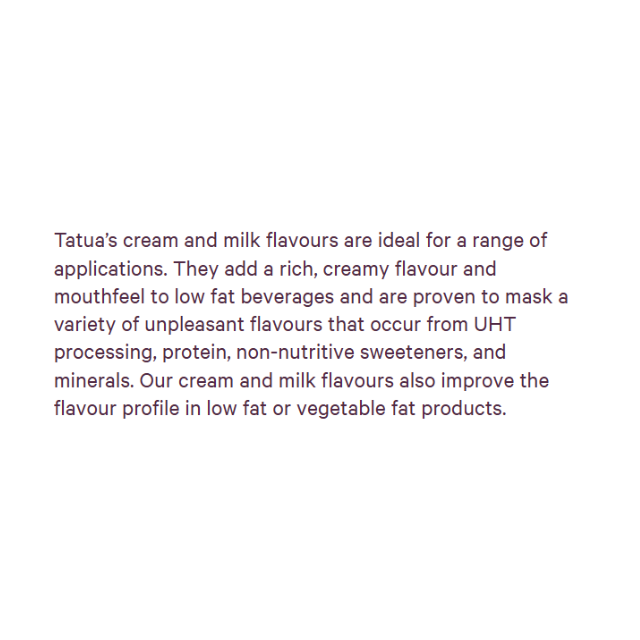 Tatua’s cream and milk flavours are ideal for a range of
applications. They add a rich, creamy flavour and
mouthfeel to low fat beverages and are proven to mask a
variety of unpleasant flavours that occur from UHT
processing, protein, non-nutritive sweeteners, and
minerals. Our cream and milk flavours also improve the
flavour profile in low fat or vegetable fat products.